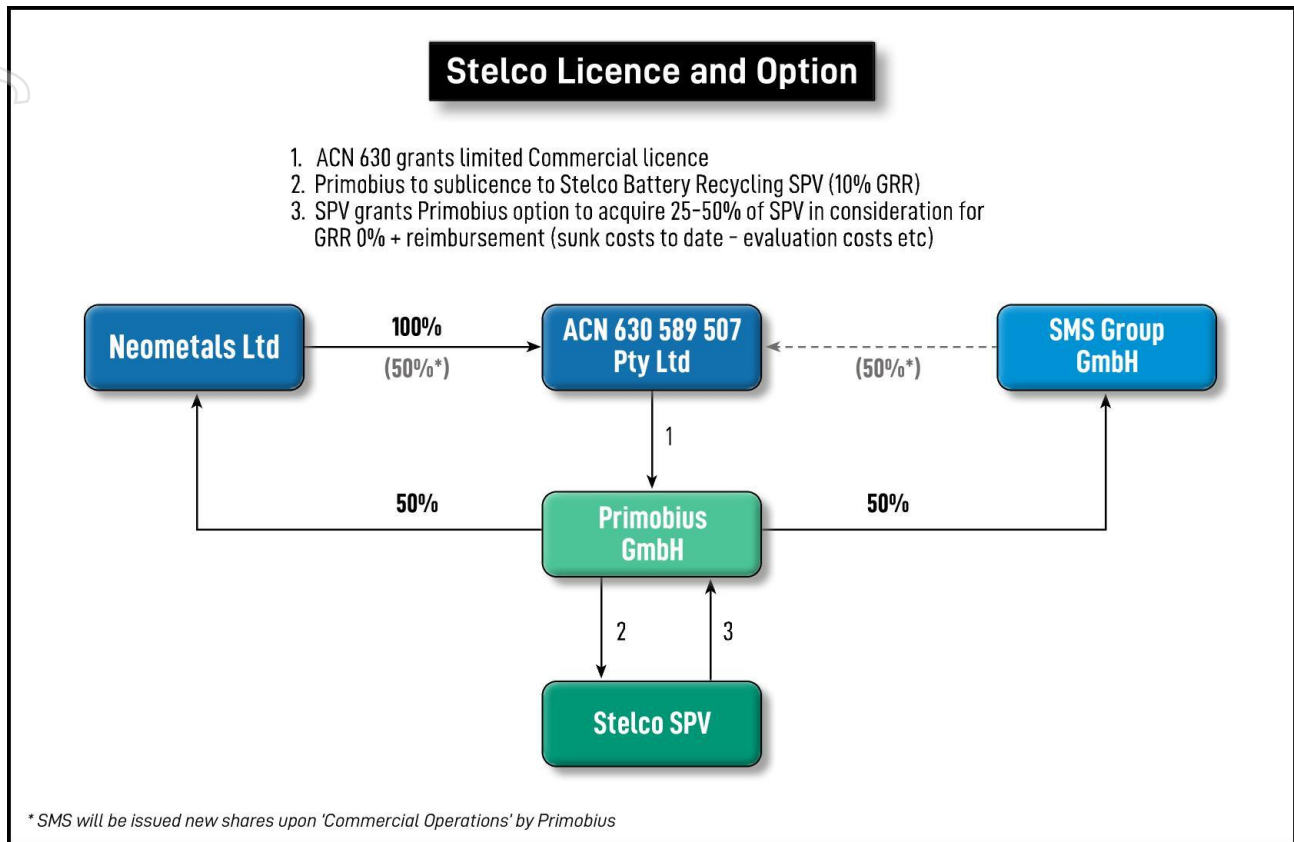 Stelco Licence and Option
1. ACN 630 grants limited Commercial licence
2. Primobius to sublicence to Stelco Battery Recycling SPV (10% GRR)
3. SPV grants Primobius option to acquire 25-50% of SPV in consideration for
GRR 0% + reimbursement (sunk costs to date - evaluation costs etc)
Neometals Ltd
100%
(50%*)
ACN 630 589 507
Pty Ltd
(50%*)
SMS Group
GmbH
1
50%
Primobius
GmbH
50%
2
3
Stelco SPV
* SMS will be issued new shares upon 'Commercial Operations' by Primobius